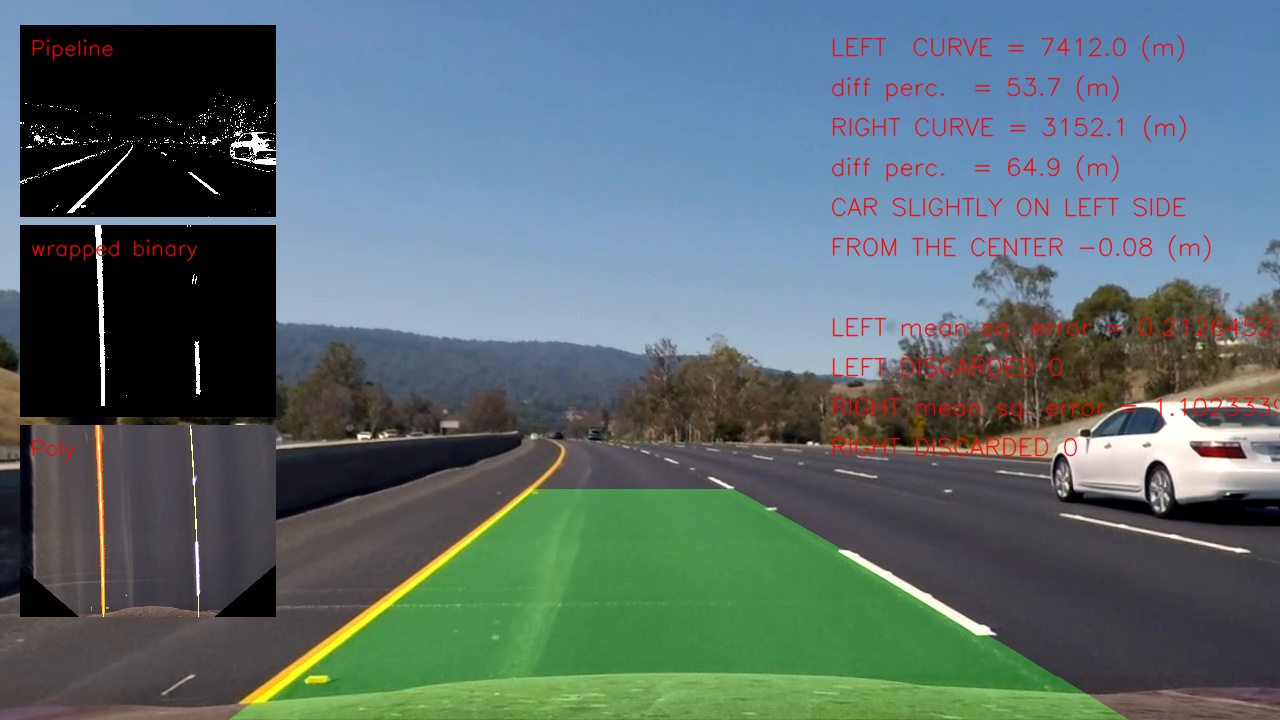 Pipeline
wrapped binary
Poly
LEFT CURVE = 7412.0 (m)
diff perc. = 53.7 (m)
RIGHT CURVE = 3152.1 (m)
diff perc. = 64.9 (m)
CAR SLIGHTLY ON LEFT SIDE
FROM THE CENTER -0.08 (m)
LEFT mean sq. error = 0.2126452
LEFT DISCARDED 0
RIGHT mean sq. error = 1.1023339
RIGHT DISCARDED 0